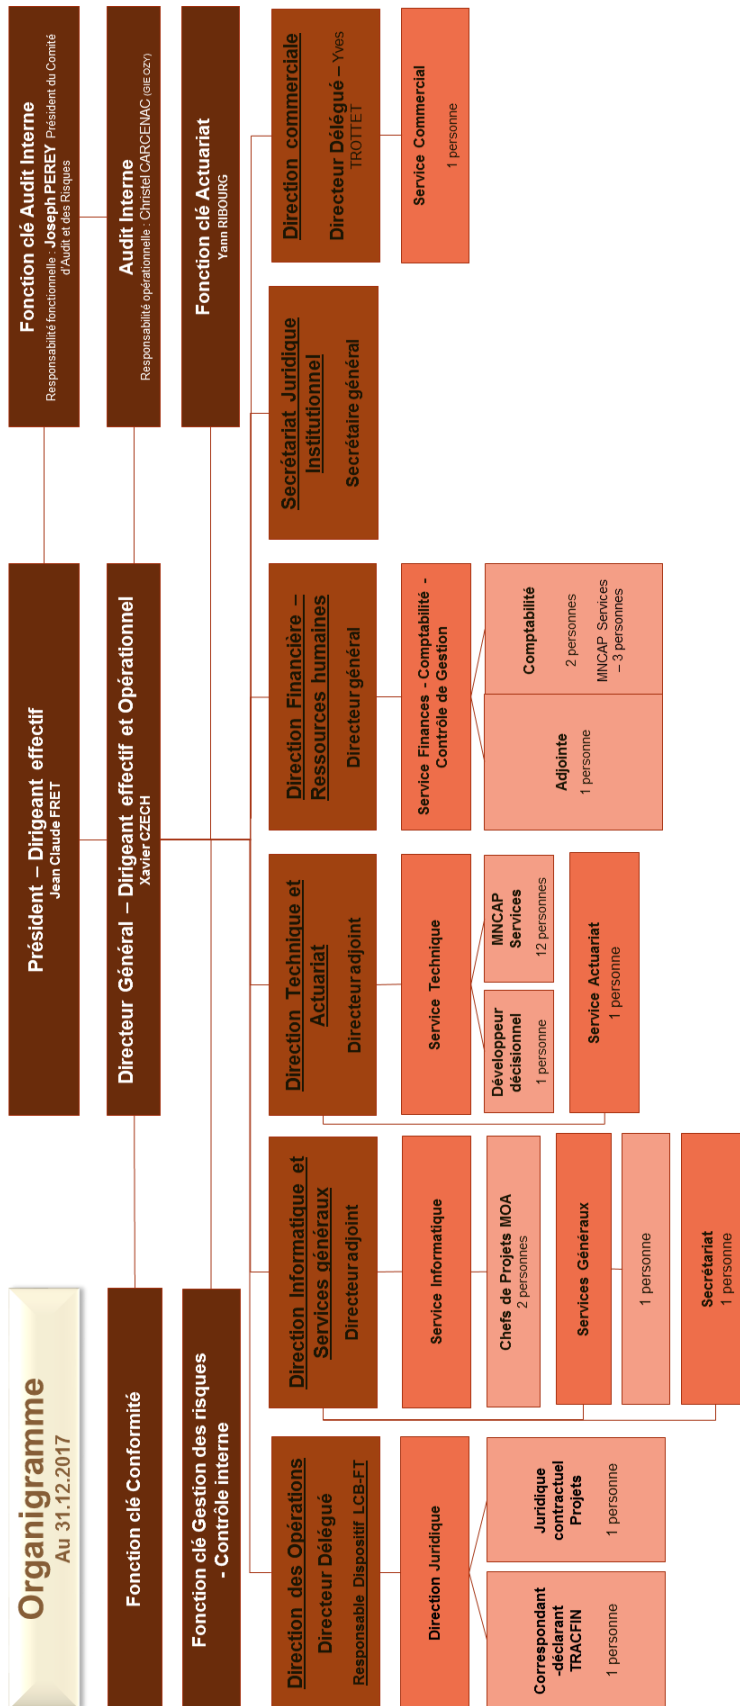 Organigramme
Au 31.12.2017
Président – Dirigeant effectif
Jean Claude FRET
Fonction clé Audit Interne
Responsabilité fonctionnelle : Joseph PEREY Président du Comité
d'Audit et des Risques
Fonction clé Conformité
Directeur Général – Dirigeant effectif et Opérationnel
Xavier CZECH
Audit Interne
Responsabilité opérationnelle : Christel CARCENAC (GIE OZY)
Fonction clé Gestion des risques
- Contrôle interne
Fonction clé Actuariat
Yann RIBOURG
Direction des Opérations
Directeur Délégué
Responsable Dispositif LCB-FT
Direction Informatique et
Services généraux
Directeur adjoint
Direction Technique et
Actuariat
Directeur adjoint
Direction Financière –
Ressources humaines
Directeur général
Secrétariat Juridique
Institutionnel
Secrétaire général
Direction commerciale
Directeur Délégué – Yves
TROTTET
Direction Juridique
Service Informatique
Service Technique
Service Finances - Comptabilité -
Contrôle de Gestion
Service Commercial
1 personne
Correspondant
-déclarant
TRACFIN
1 personne
Juridique
contractuel
Projets
1 personne
Chefs de Projets MOA
2 personnes
Développeur
décisionnel
1 personne
MNCAP
Services
12 personnes
Adjointe
1 personne
Comptabilité
2 personnes
MNCAP Services
– 3 personnes
Services Généraux
1 personne
Service Actuariat
1 personne
Secrétariat
1 personne